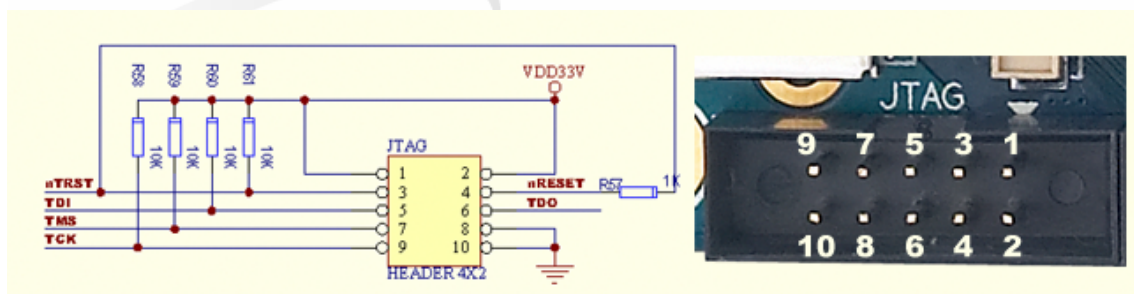 R58 R59 R60 R61
VDD33V
10K 10K 10K 10K
JTAG
nTRST
TDI
TMS
TCK
1 2
3 4
5 6
7 8
9 10
nRESET R57 1K
TDO
HEADER 4X2
JTAG
9 7 5 3 1
10 8 6 4 2